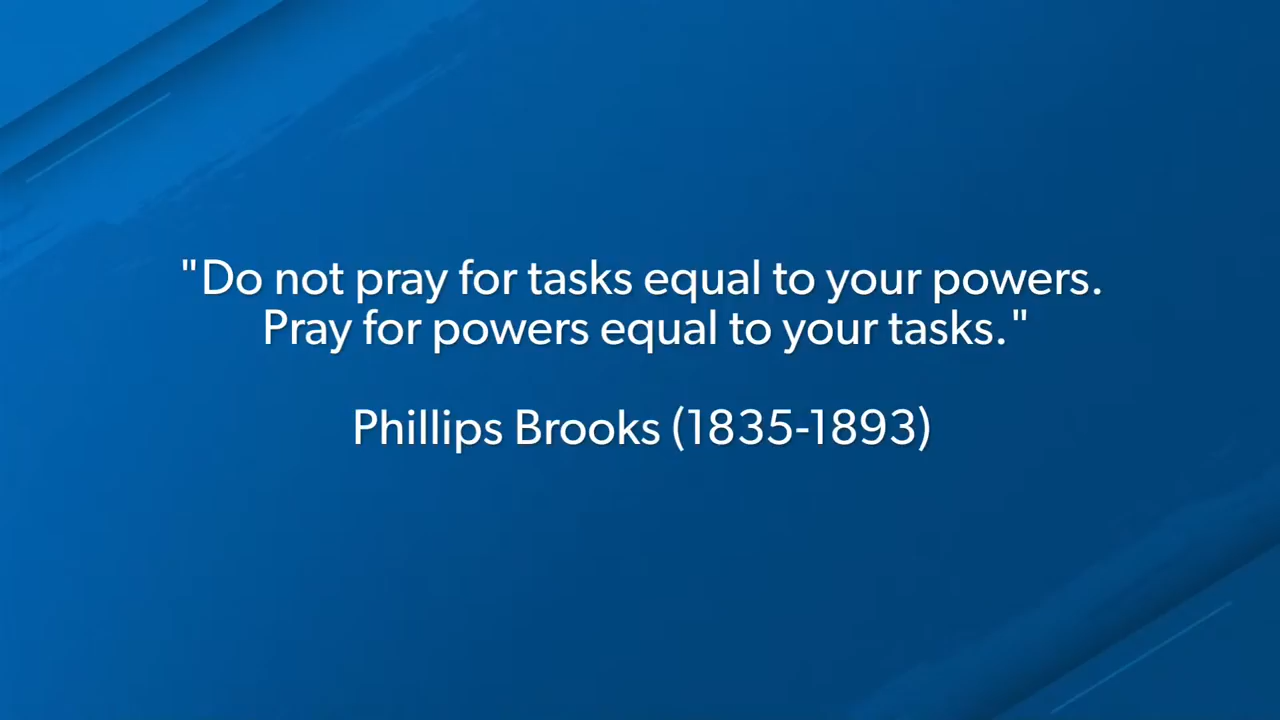 "Do not pray for tasks equal to your powers.
Pray for powers equal to your tasks."
Phillips Brooks (1835-1893)